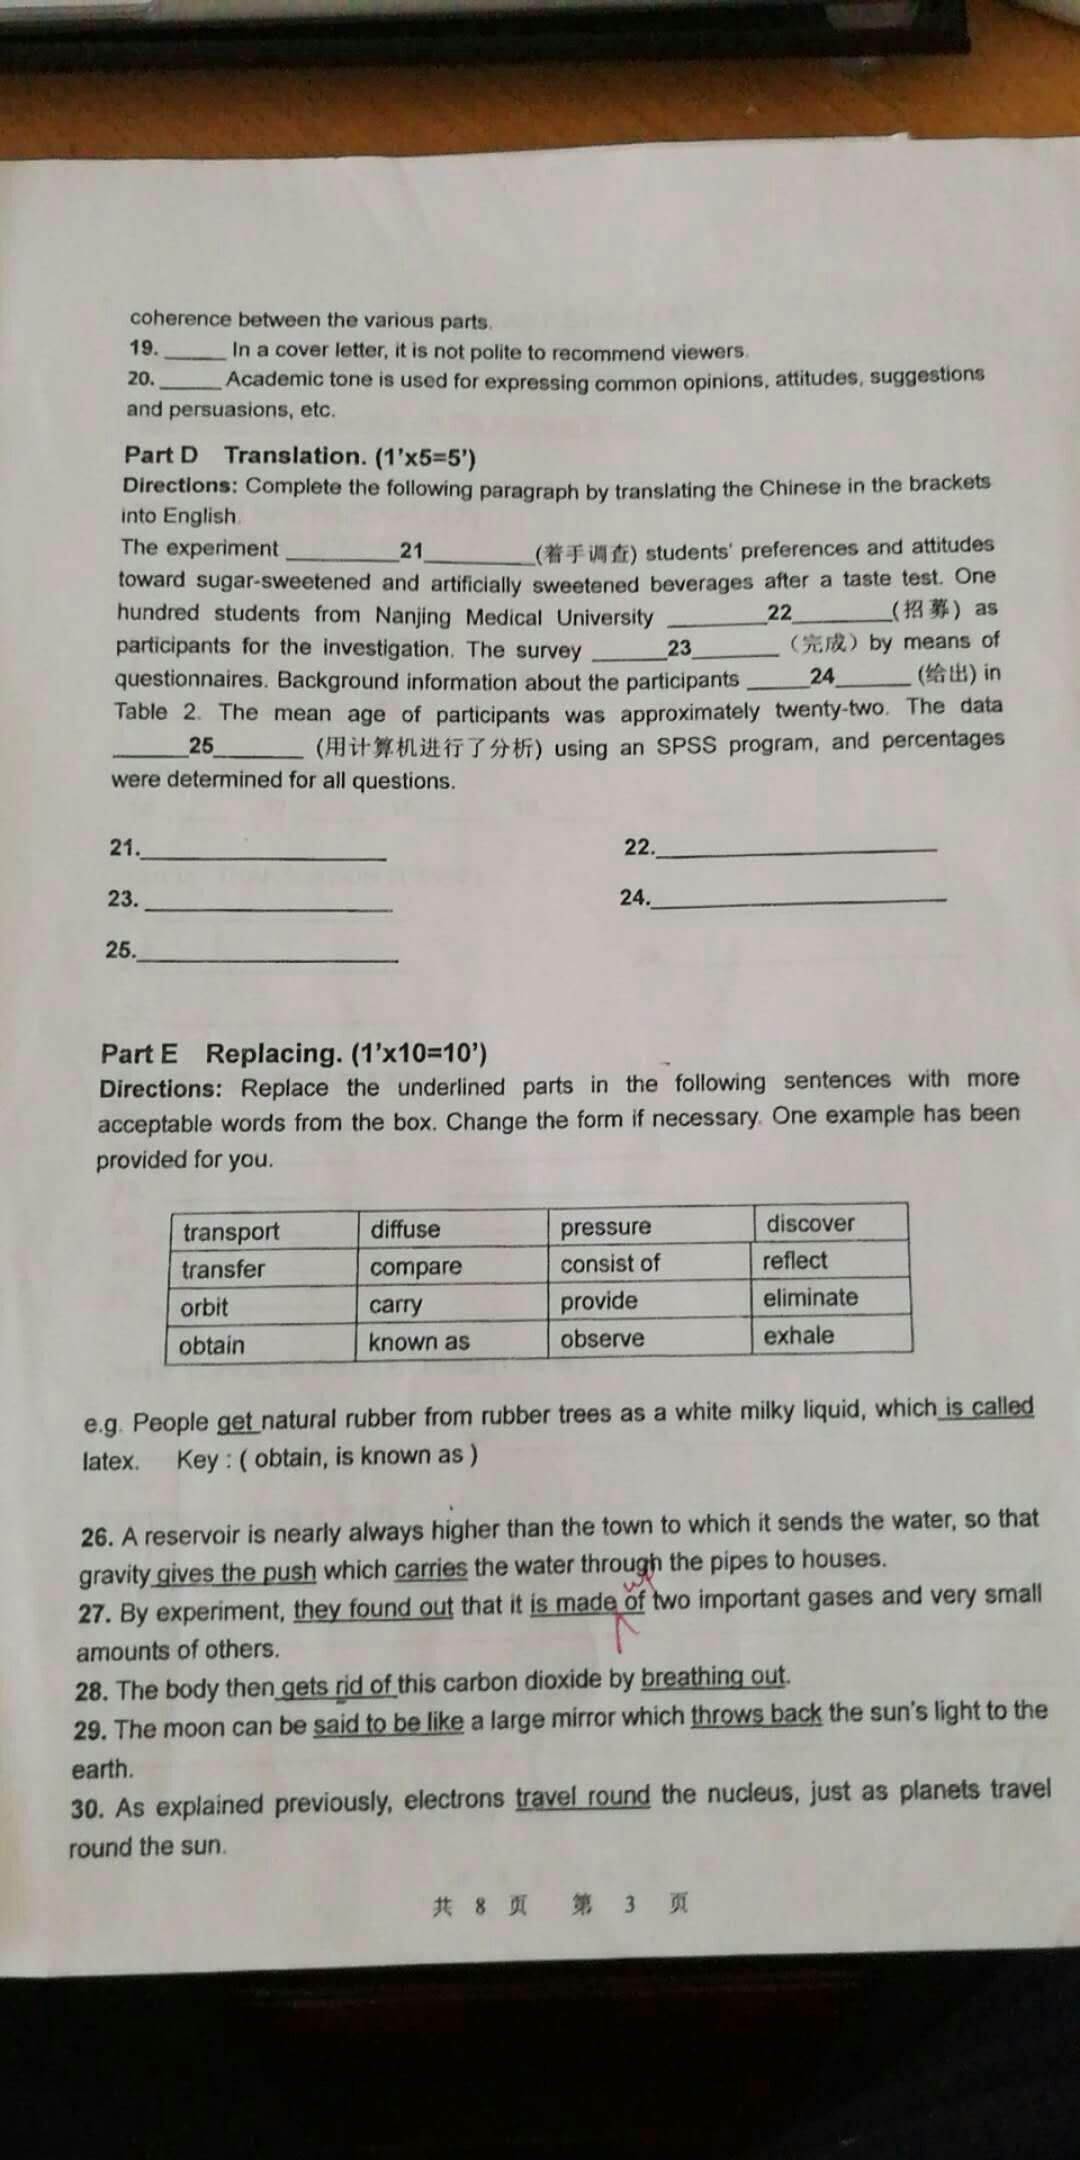 coherence between the various parts.
19. _____ In a cover letter, it is not polite to recommend viewers.
20. _____ Academic tone is used for expressing common opinions, attitudes, suggestions
and persuasions, etc.
Part D Translation. (1'x5=5')
Directions: Complete the following paragraph by translating the Chinese in the brackets
into English.
The experiment _________21_________(着手调查) students' preferences and attitudes
toward sugar-sweetened and artificially sweetened beverages after a taste test. One
hundred students from Nanjing Medical University ________22________(招募) as
participants for the investigation. The survey ______23_______ (完成) by means of
questionnaires. Background information about the participants _____24______(给出) in
Table 2. The mean age of participants was approximately twenty-two. The data
______25_______ (用计算机进行了分析) using an SPSS program, and percentages
were determined for all questions.
21.____________________ 22.____________________
23.____________________ 24.____________________
25.____________________
Part E Replacing. (1'x10=10')
Directions: Replace the underlined parts in the following sentences with more
acceptable words from the box. Change the form if necessary. One example has been
provided for you.
transport diffuse pressure discover
transfer compare consist of reflect
orbit carry provide eliminate
obtain known as observe exhale
e.g. People get natural rubber from rubber trees as a white milky liquid, which is called
latex. Key : ( obtain, is known as )
26. A reservoir is nearly always higher than the town to which it sends the water, so that
gravity gives the push which carries the water through the pipes to houses.
up
27. By experiment, they found out that it is made of two important gases and very small
amounts of others.
28. The body then gets rid of this carbon dioxide by breathing out.
29. The moon can be said to be like a large mirror which throws back the sun's light to the
earth.
30. As explained previously, electrons travel round the nucleus, just as planets travel
round the sun.
共 8 页 第 3 页